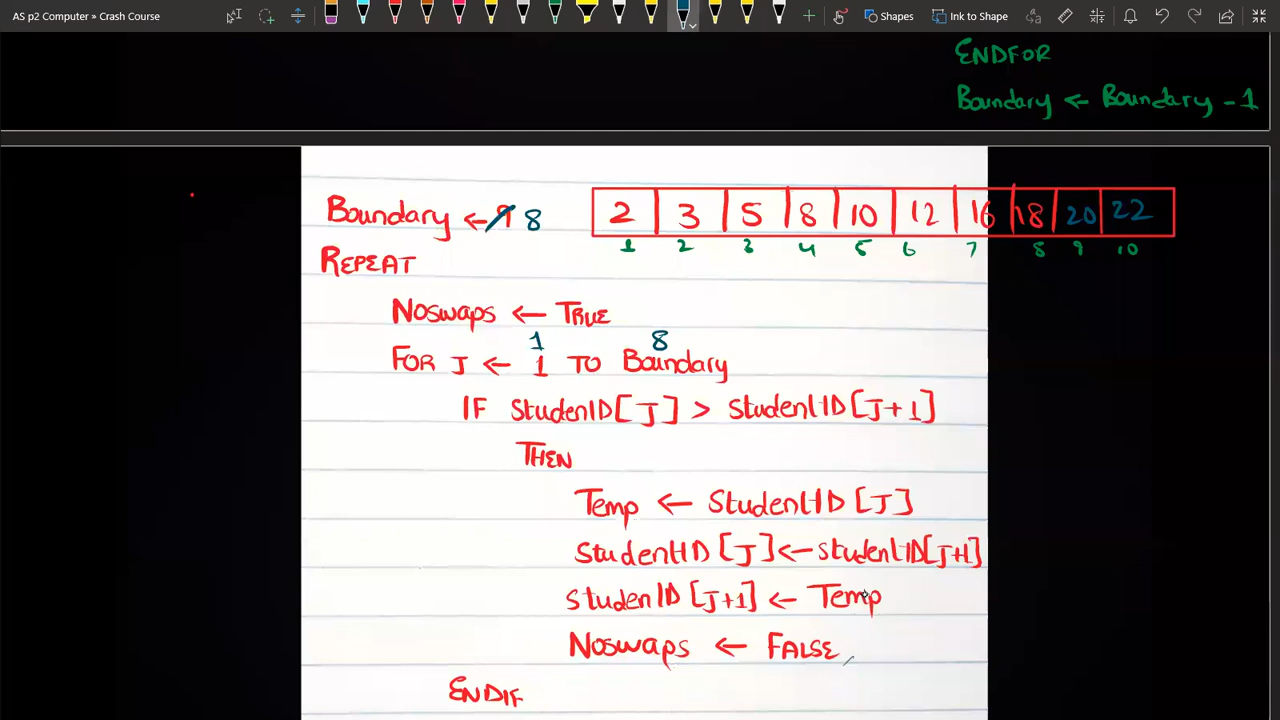 AS p2 Computer » Crash Course
Shapes
Ink to Shape
ENDFOR
Boundary ← Boundary - 1
Boundary ← 9 8
2 3 5 8 10 12 16 18 20 22
1 2 3 4 5 6 7 8 9 10
REPEAT
Noswaps ← TRUE
1 8
FOR J ← 1 TO Boundary
IF StudenID[J] > StudentID[J+1]
THEN
Temp ← StudentID[J]
StudentID[J] ← StudentID[J+1]
StudenID[J+1] ← Temp
Noswaps ← FALSE
ENDIF